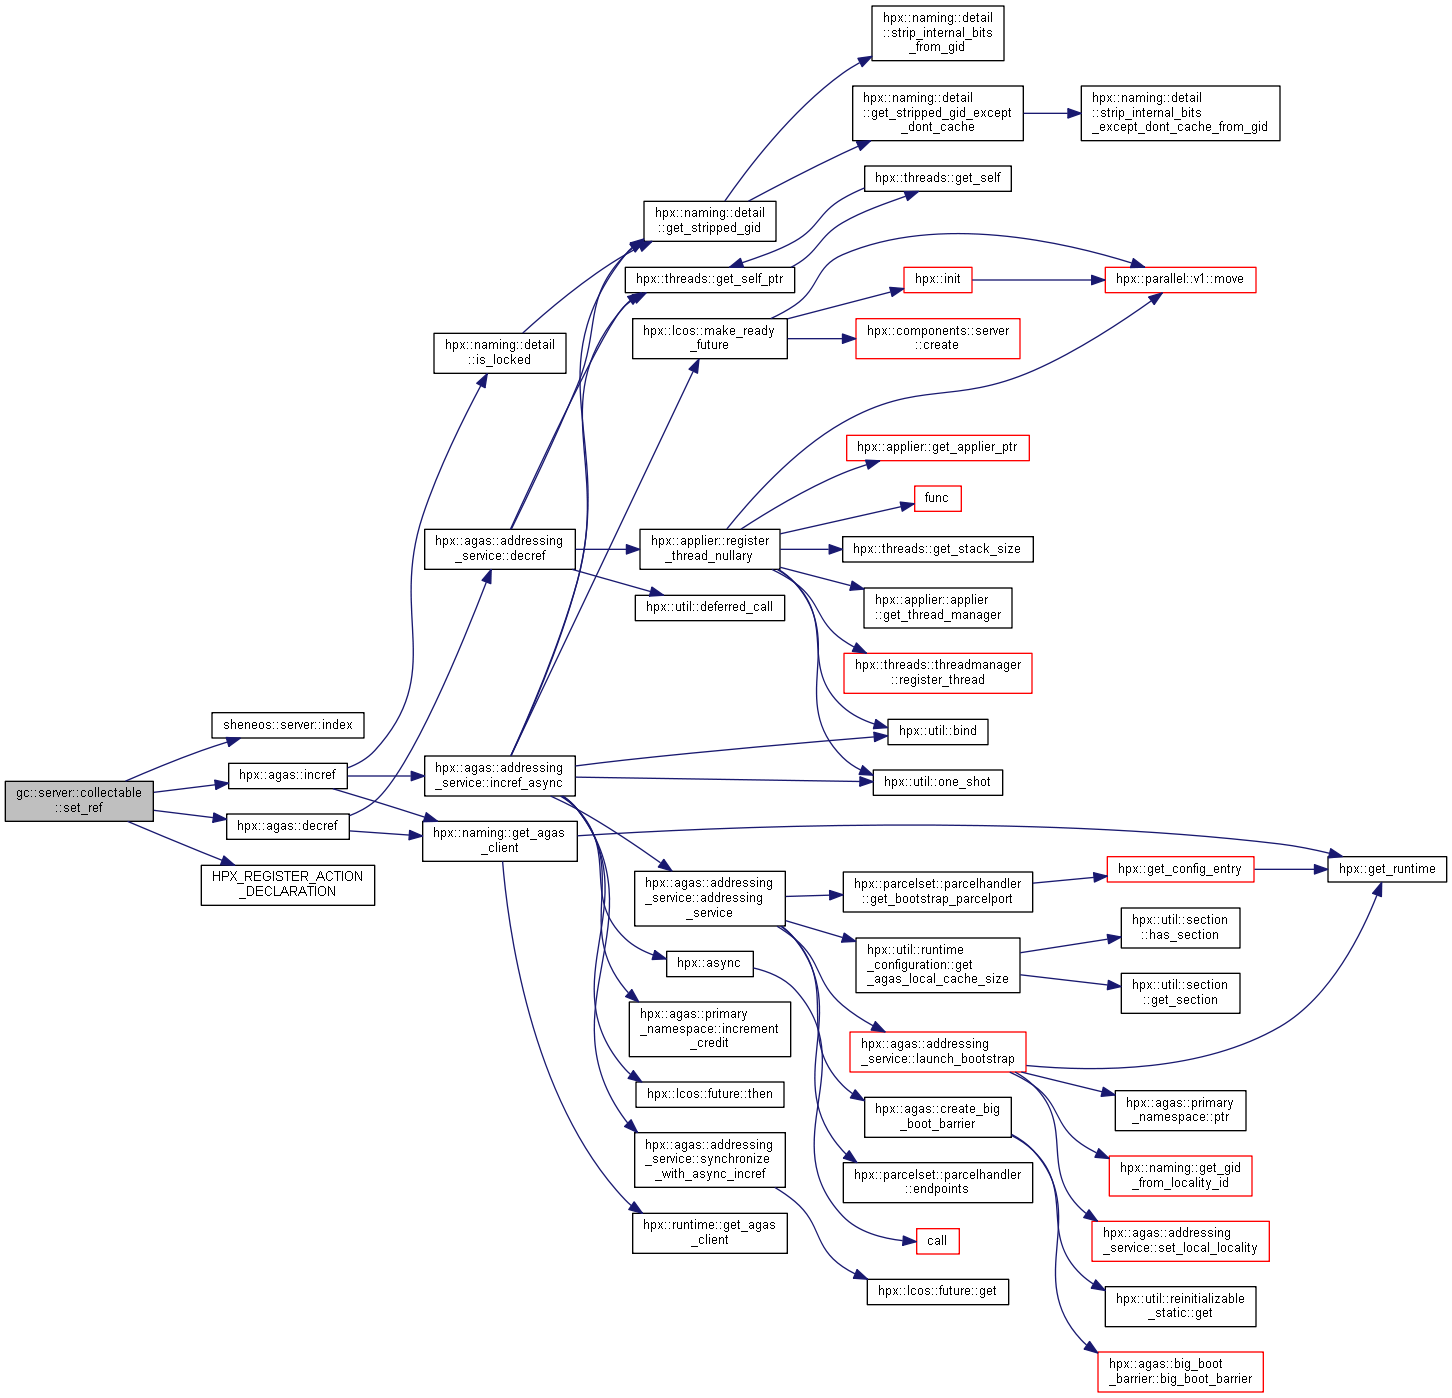 hpx::naming::detail
::strip_internal_bits
_from_gid
hpx::naming::detail
::get_stripped_gid_except
_dont_cache
hpx::naming::detail
::strip_internal_bits
_except_dont_cache_from_gid
hpx::threads::get_self
hpx::naming::detail
::get_stripped_gid
hpx::threads::get_self_ptr
hpx::init
hpx::parallel::v1::move
hpx::lcos::make_ready
_future
hpx::components::server
::create
hpx::naming::detail
::is_locked
hpx::applier::get_applier_ptr
func
hpx::agas::addressing
_service::decref
hpx::applier::register
_thread_nullary
hpx::threads::get_stack_size
hpx::util::deferred_call
hpx::applier::applier
::get_thread_manager
hpx::threads::threadmanager
::register_thread
sheneos::server::index
hpx::util::bind
hpx::agas::incref
hpx::agas::addressing
_service::incref_async
hpx::util::one_shot
gc::server::collectable
::set_ref
hpx::agas::decref
hpx::naming::get_agas
_client
HPX_REGISTER_ACTION
_DECLARATION
hpx::agas::addressing
_service::addressing
_service
hpx::parcelset::parcelhandler
::get_bootstrap_parcelport
hpx::get_config_entry
hpx::get_runtime
hpx::util::section
::has_section
hpx::util::runtime
_configuration::get
_agas_local_cache_size
hpx::async
hpx::util::section
::get_section
hpx::agas::primary
_namespace::increment
_credit
hpx::agas::addressing
_service::launch_bootstrap
hpx::lcos::future::then
hpx::agas::create_big
_boot_barrier
hpx::agas::primary
_namespace::ptr
hpx::agas::addressing
_service::synchronize
_with_async_incref
hpx::parcelset::parcelhandler
::endpoints
hpx::naming::get_gid
_from_locality_id
hpx::runtime::get_agas
_client
call
hpx::agas::addressing
_service::set_local_locality
hpx::lcos::future::get
hpx::util::reinitializable
_static::get
hpx::agas::big_boot
_barrier::big_boot_barrier